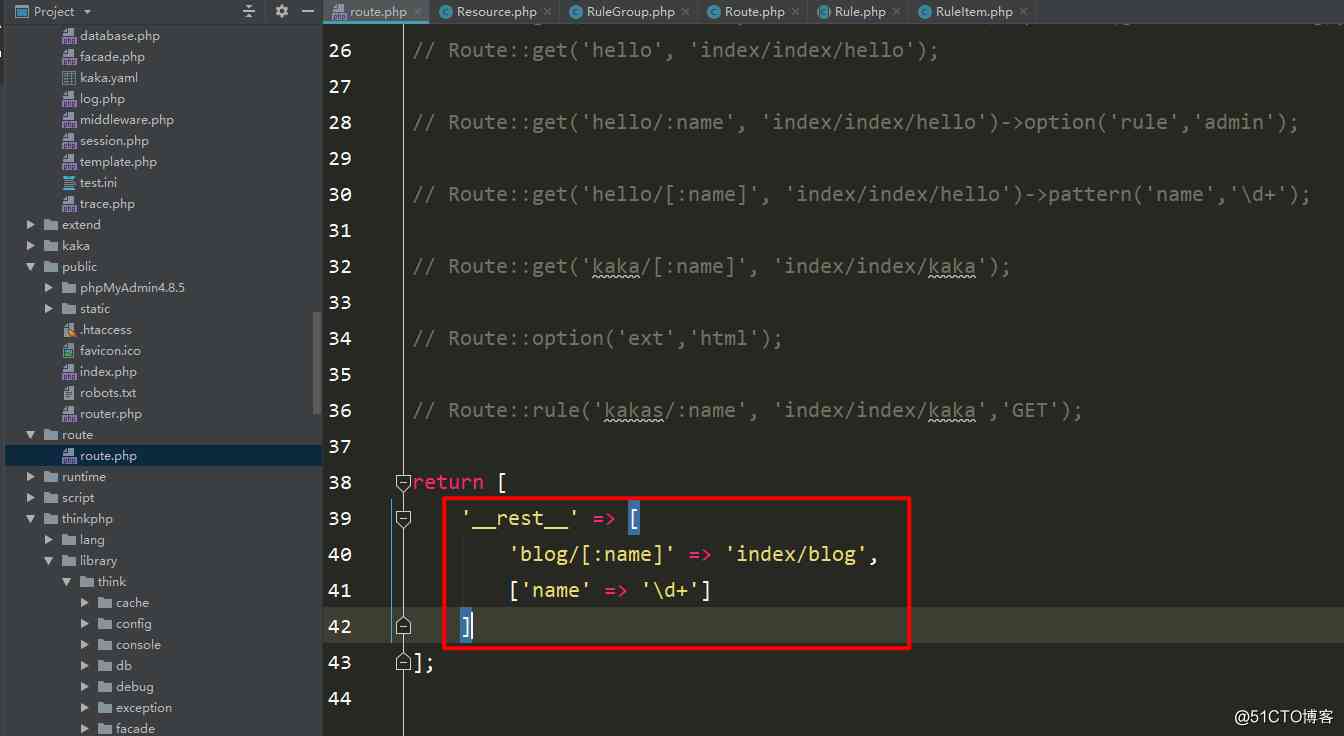 Project
route.php
Resource.php
RuleGroup.php
Route.php
Rule.php
RuleItem.php
database.php
facade.php
kaka.yaml
log.php
middleware.php
session.php
template.php
test.ini
trace.php
extend
kaka
public
phpMyAdmin4.8.5
static
.htaccess
favicon.ico
index.php
robots.txt
router.php
route
route.php
runtime
script
thinkphp
lang
library
think
cache
config
console
db
debug
exception
facade
26 // Route::get('hello', 'index/index/hello');
27
28 // Route::get('hello/:name', 'index/index/hello')->option('rule','admin');
29
30 // Route::get('hello/[:name]', 'index/index/hello')->pattern('name','\d+');
31
32 // Route::get('kaka/[:name]', 'index/index/kaka');
33
34 // Route::option('ext','html');
35
36 // Route::rule('kakas/:name', 'index/index/kaka','GET');
37
38 return [
39 '__rest__' => [
40 'blog/[:name]' => 'index/blog',
41 ['name' => '\d+']
42 ]
43 ];
44
@51CTO博客